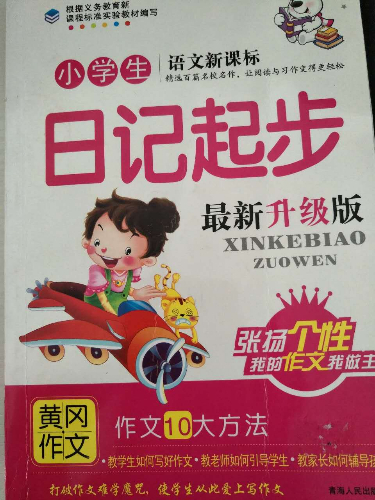 根据义务教育新
课程标准实验教材编写
小学生
语文新课标
精选百篇名校名作，让阅读与习作变得更轻松
日记起步
最新升级版
XINKEBIAO
ZUOWEN
张扬个性
我的作文我做主
黄冈
作文
作文10大方法
·教学生如何写好作文·教老师如何引导学生·教家长如何辅导孩
打破作文难学魔咒，使学生从此爱上写作文
青海人民出版